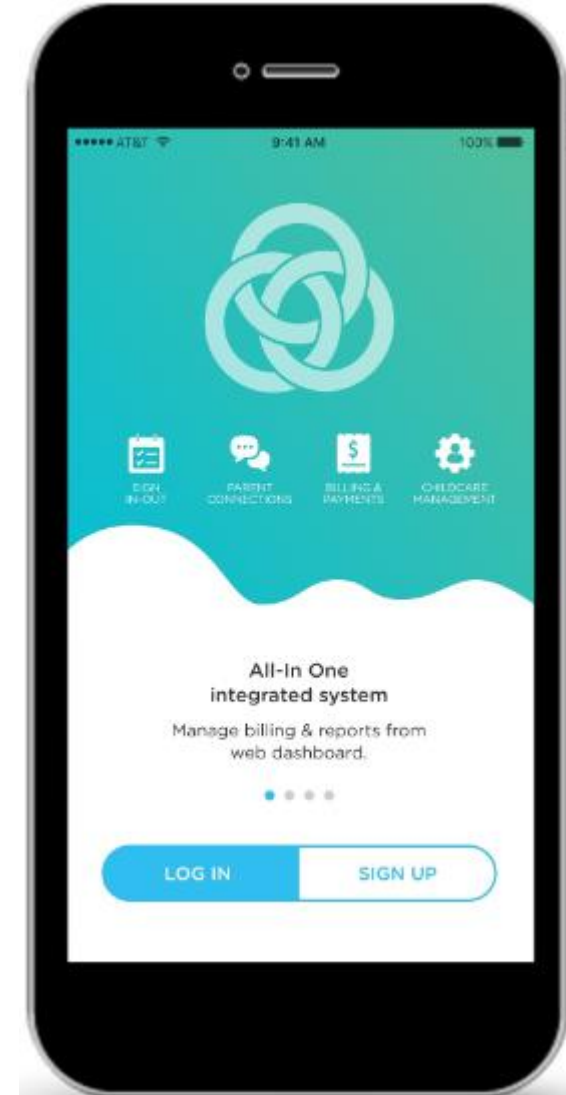 AT&T 9:41 AM 100%
$
SIGN PARENT BILLING & CHILDCARE
IN-OUT CONNECTIONS PAYMENTS MANAGEMENT
All-In One
integrated system
Manage billing & reports from
web dashboard.
LOG IN SIGN UP